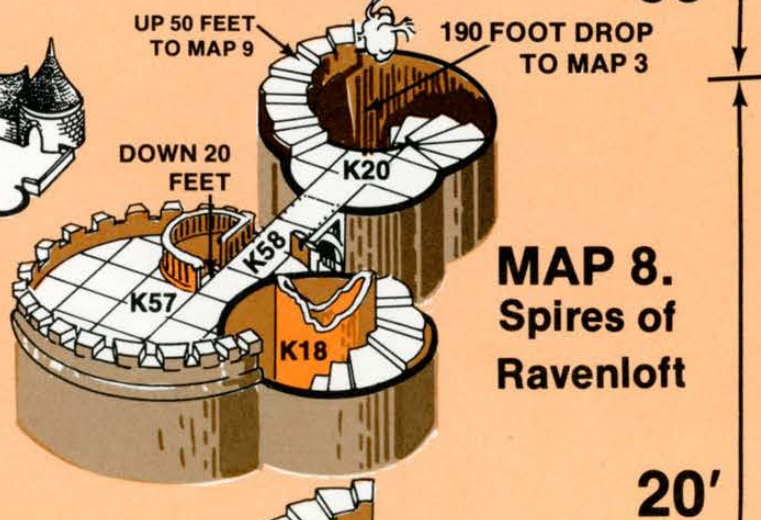 UP 50 FEET
TO MAP 9
190 FOOT DROP
TO MAP 3
DOWN 20
FEET
K20
K58
K57
K18
MAP 8.
Spires of
Ravenloft
20'